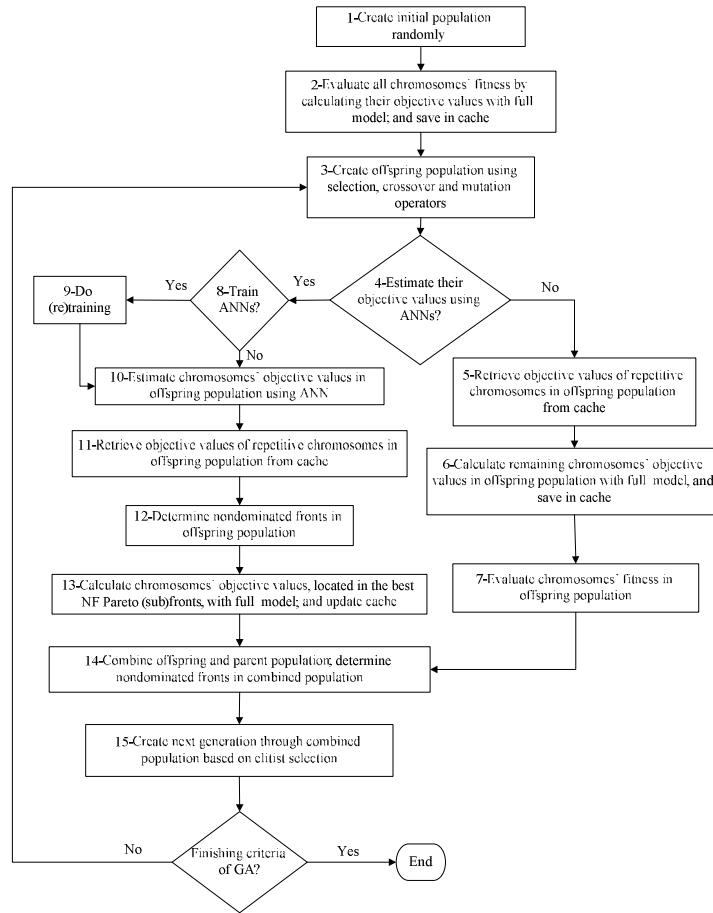 1-Create initial population
randomly
2-Evaluate all chromosomes' fitness by
calculating their objective values with full
model; and save in cache
3-Create offspring population using
selection, crossover and mutation
operators
4-Estimate their
objective values using
ANNs?
Yes
No
8-Train
ANNs?
Yes
No
9-Do
(re)training
10-Estimate chromosomes' objective values in
offspring population using ANN
5-Retrieve objective values of repetitive
chromosomes in offspring population
from cache
11-Retrieve objective values of repetitive chromosomes in
offspring population from cache
6-Calculate remaining chromosomes' objective
values in offspring population with full model, and
save in cache
12-Determine nondominated fronts in
offspring population
13-Calculate chromosomes' objective values, located in the best
NF Pareto (sub)fronts, with full model; and update cache
7-Evaluate chromosomes' fitness in
offspring population
14-Combine offspring and parent population; determine
nondominated fronts in combined population
15-Create next generation through combined
population based on elitist selection
Finishing criteria
of GA?
No
Yes
End